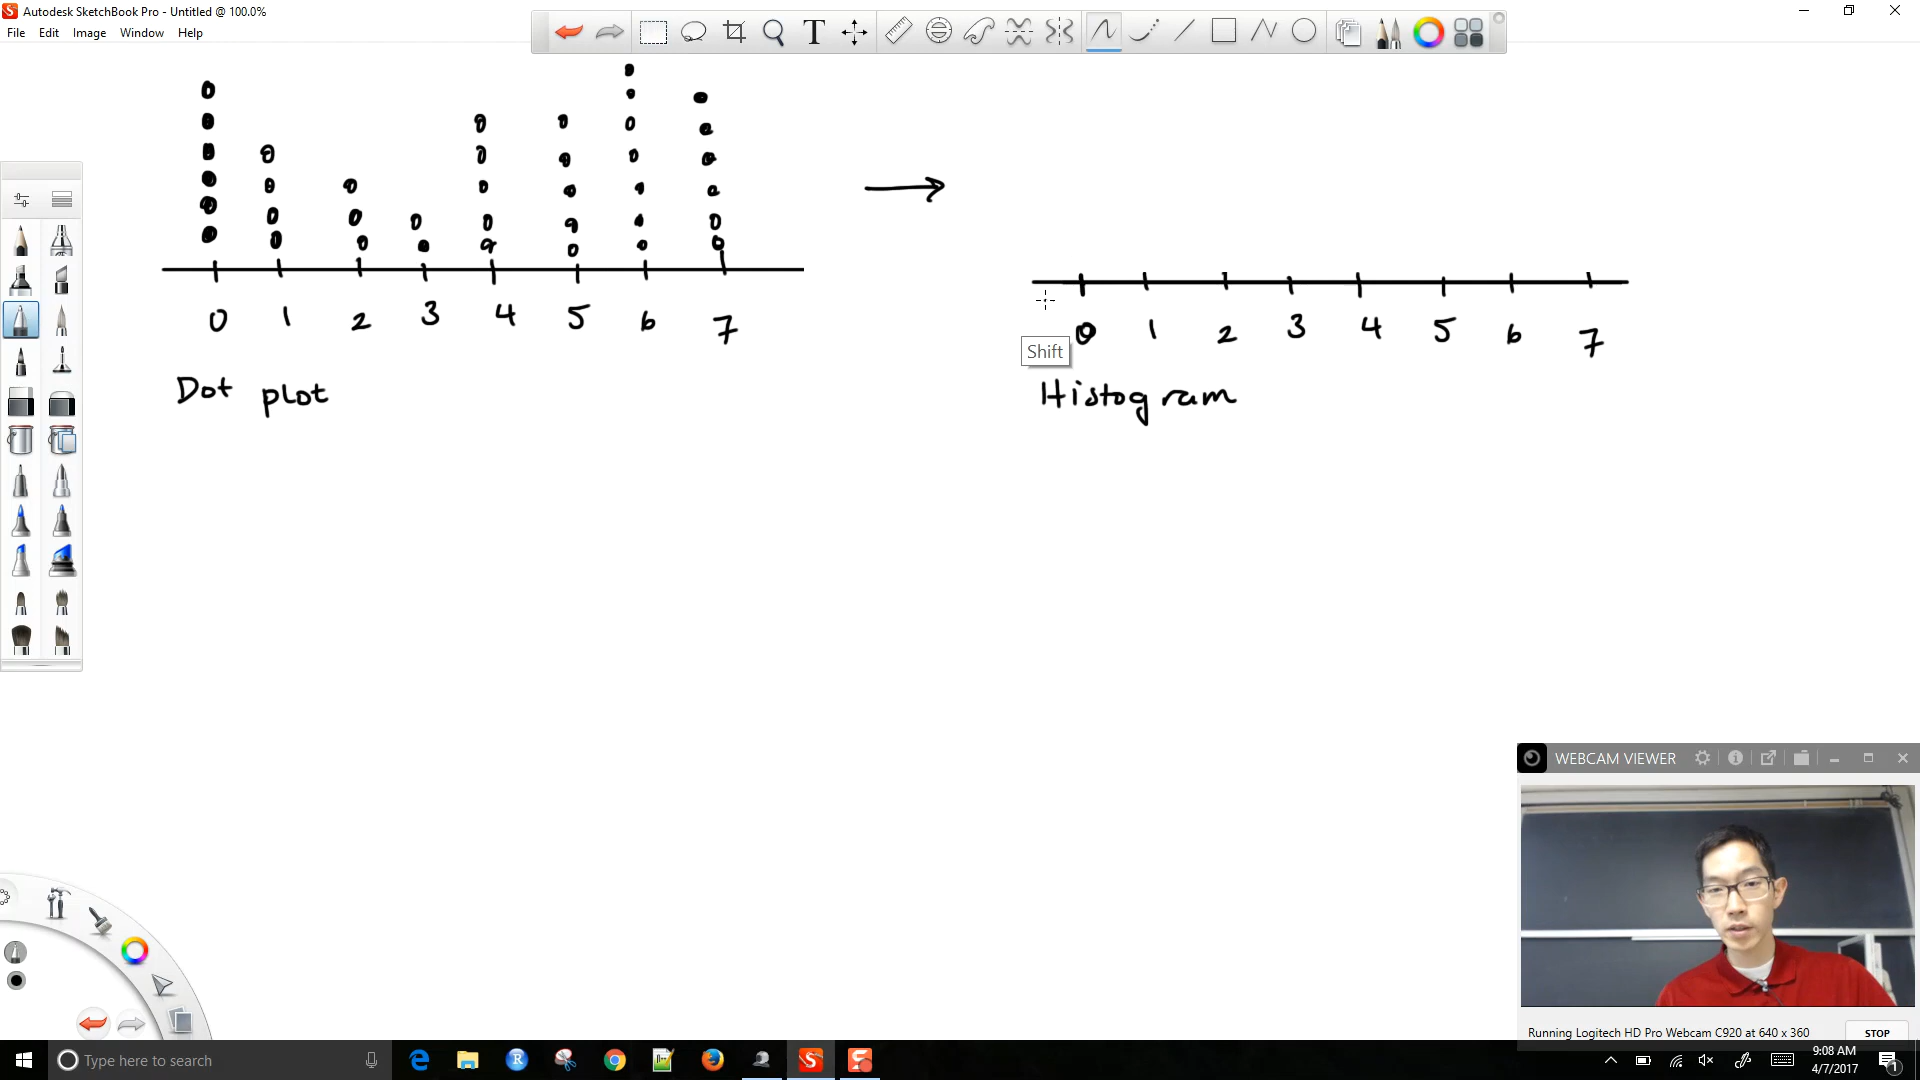 Autodesk SketchBook Pro - Untitled @ 100.0%
File Edit Image Window Help
T
0 1 2 3 4 5 6 7
0 1 2 3 4 5 6 7
Shift
Dot plot
Histogram
WEBCAM VIEWER
Running Logitech HD Pro Webcam C920 at 640 x 360
STOP
Type here to search
9:08 AM
4/7/2017
1